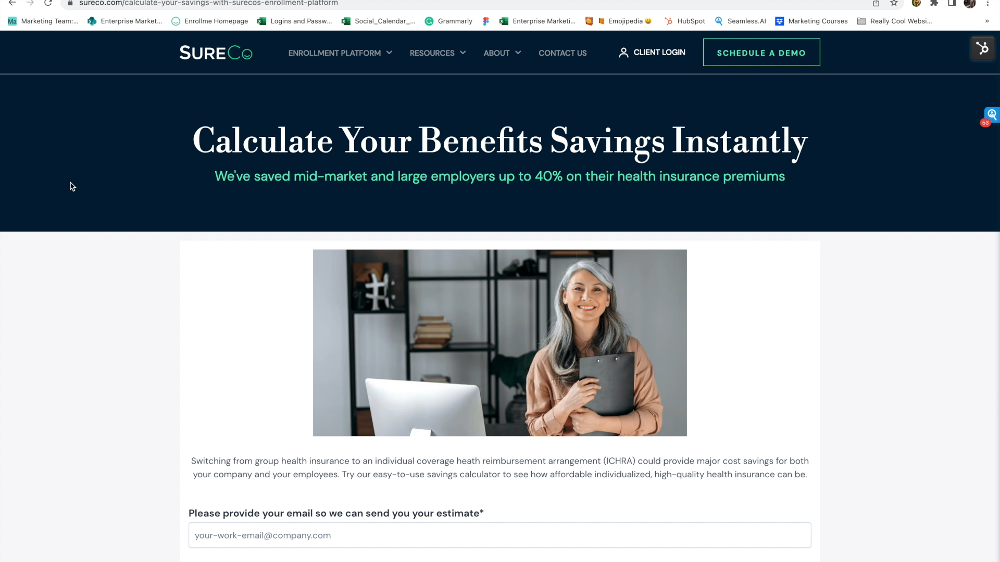 sureco.com/calculate-your-savings-with-surecos-enrollment-platform
Ma Marketing Team:... Enterprise Market... Enrollme Homepage Logins and Passw... Social_Calendar_... Grammarly Enterprise Marketi... Emojipedia 😃 HubSpot Seamless.AI Marketing Courses Really Cool Websi... »
SURECo ENROLLMENT PLATFORM RESOURCES ABOUT CONTACT US CLIENT LOGIN SCHEDULE A DEMO
53
Calculate Your Benefits Savings Instantly
We've saved mid-market and large employers up to 40% on their health insurance premiums
Switching from group health insurance to an individual coverage heath reimbursement arrangement (ICHRA) could provide major cost savings for both
your company and your employees. Try our easy-to-use savings calculator to see how affordable individualized, high-quality health insurance can be.
Please provide your email so we can send you your estimate*
your-work-email@company.com